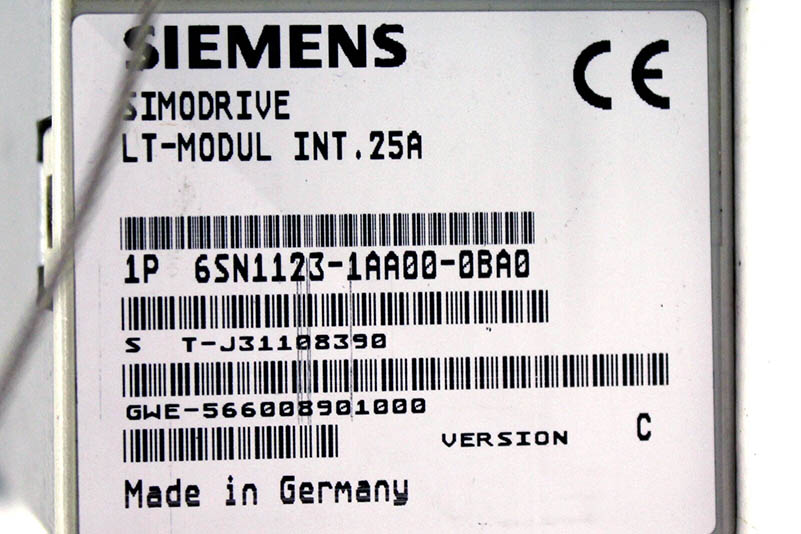 SIEMENS
CE
SIMODRIVE
LT-MODUL INT.25A
1P 6SN1123-1AA00-0BA0
S T-J31108390
GWE-566008901000
VERSION C
Made in Germany